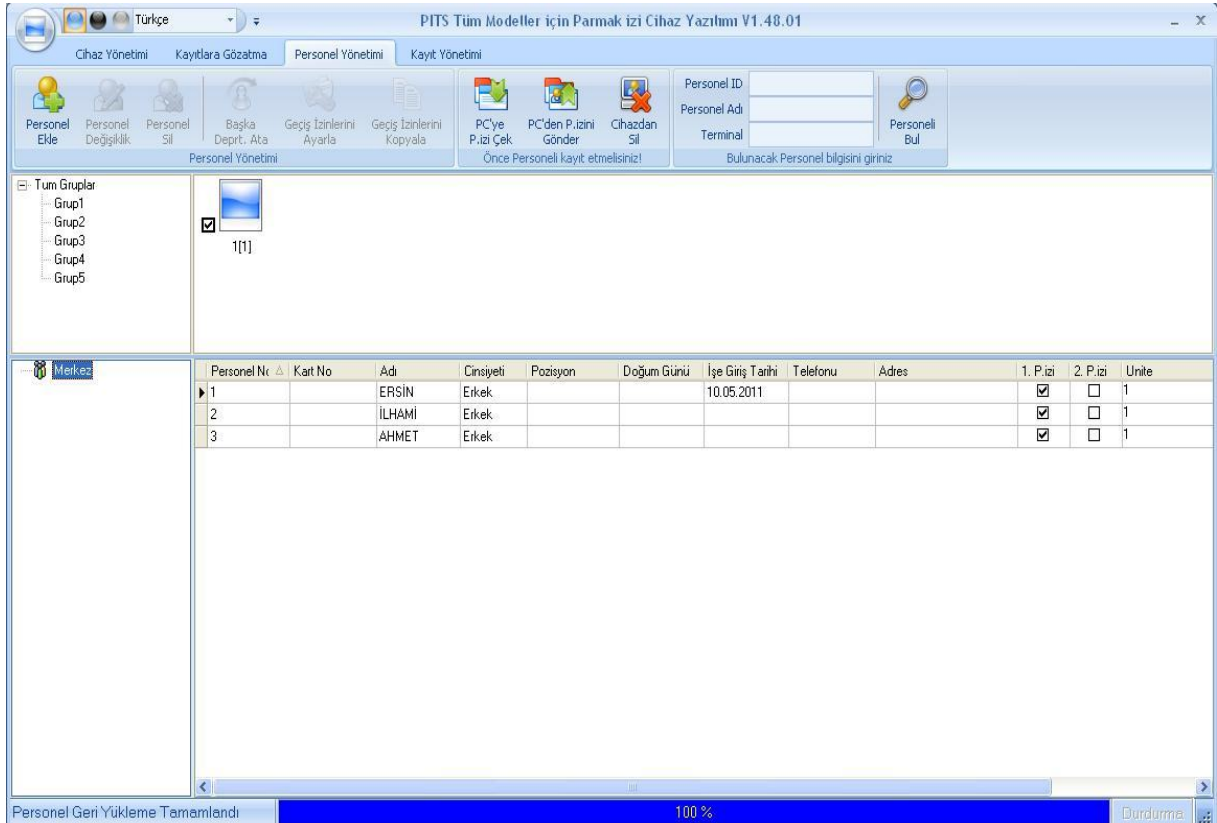 Türkçe
PITS Tüm Modeller için Parmak izi Cihaz Yazılımı V1.48.01
Cihaz Yönetimi Kayıtlara Gözatma Personel Yönetimi Kayıt Yönetimi
Personel Ekle
Personel Değişiklik
Personel Sil
Başka Deprt. Ata
Geçiş İzinlerini Ayarla
Geçiş İzinlerini Kopyala
Personel Yönetimi
PC'ye P.izi Çek
PC'den P.izini Gönder
Cihazdan Sil
Önce Personeli kayıt etmelisiniz!
Personel ID
Personel Adı
Terminal
Personeli Bul
Bulunacak Personel bilgisini giriniz
Tum Gruplar
Grup1
Grup2
Grup3
Grup4
Grup5
1[1]
Merkez
Personel Nc Kart No Adı Cinsiyeti Pozisyon Doğum Günü İşe Giriş Tarihi Telefonu Adres 1. P.izi 2. P.izi Unite
1 ERSİN Erkek 10.05.2011 1
2 İLHAMİ Erkek 1
3 AHMET Erkek 1
Personel Geri Yükleme Tamamlandı 100 % Durdurma